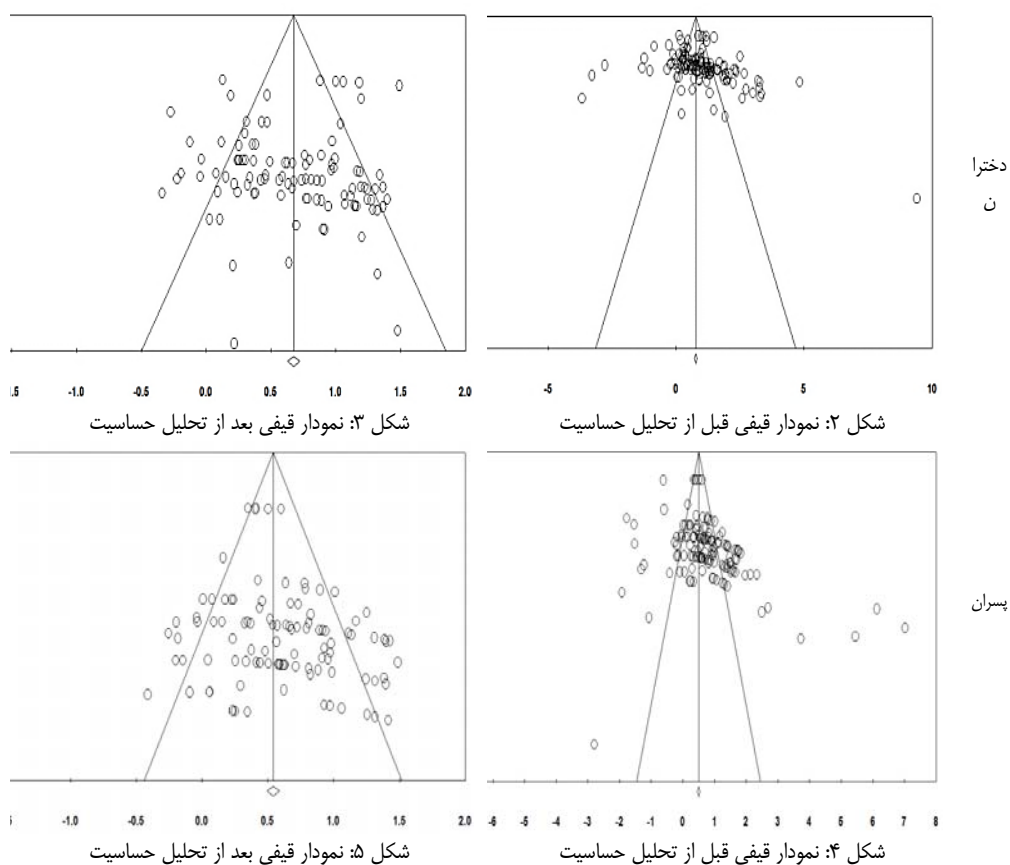 دخترا
ن
-5 0 5 10
.5 -1.0 -0.5 0.0 0.5 1.0 1.5 2.0
شکل ۲: نمودار قیفی قبل از تحلیل حساسیت
شکل ۳: نمودار قیفی بعد از تحلیل حساسیت
پسران
-6 -5 -4 -3 -2 -1 0 1 2 3 4 5 6 7 8
5 -1.0 -0.5 0.0 0.5 1.0 1.5 2.0
شکل ۴: نمودار قیفی قبل از تحلیل حساسیت
شکل ۵: نمودار قیفی بعد از تحلیل حساسیت